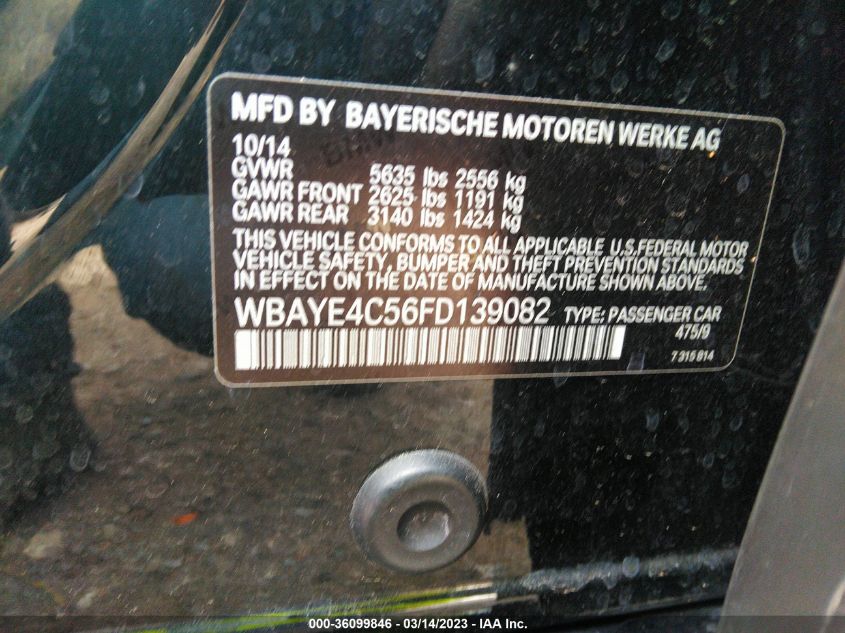 MFD BY BAYERISCHE MOTOREN WERKE AG
10/14
GVWR 5635 lbs 2556 kg
GAWR FRONT 2625 lbs 1191 kg
GAWR REAR 3140 lbs 1424 kg
THIS VEHICLE CONFORMS TO ALL APPLICABLE U.S.FEDERAL MOTOR
VEHICLE SAFETY, BUMPER AND THEFT PREVENTION STANDARDS
IN EFFECT ON THE DATE OF MANUFACTURE SHOWN ABOVE.
WBAYE4C56FD139082 TYPE: PASSENGER CAR
475/9
7 315 814
000-36099846 - 03/14/2023 - IAA Inc.